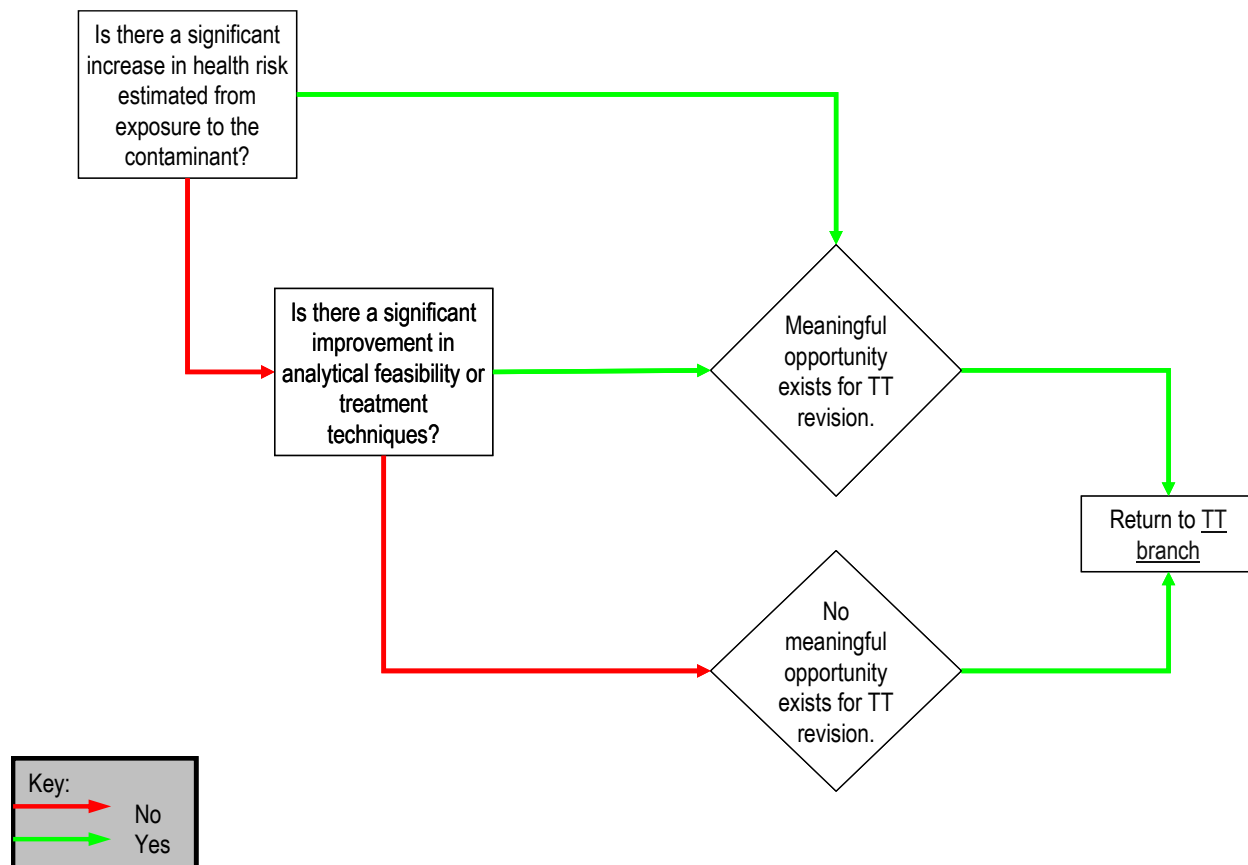 Is there a significant
increase in health risk
estimated from
exposure to the
contaminant?
Is there a significant
improvement in
analytical feasibility or
treatment
techniques?
Meaningful
opportunity
exists for TT
revision.
Return to TT
branch
No
meaningful
opportunity
exists for TT
revision.
Key:
No
Yes